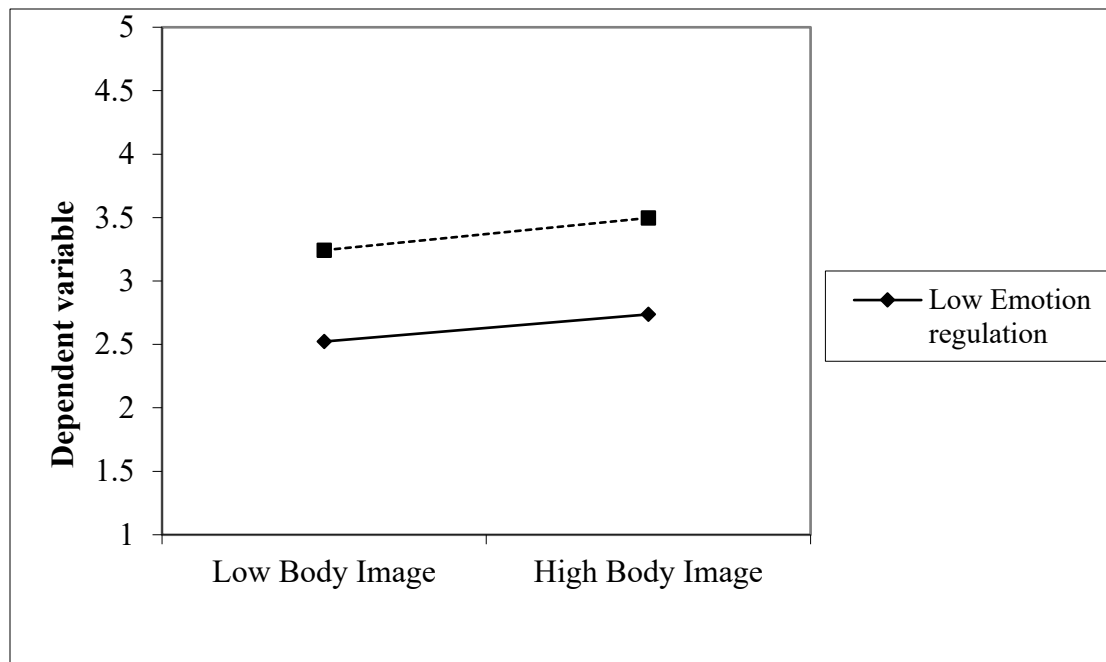 5
4.5
4
3.5
3
2.5
2
1.5
1
Dependent variable
Low Body Image
High Body Image
Low Emotion
regulation